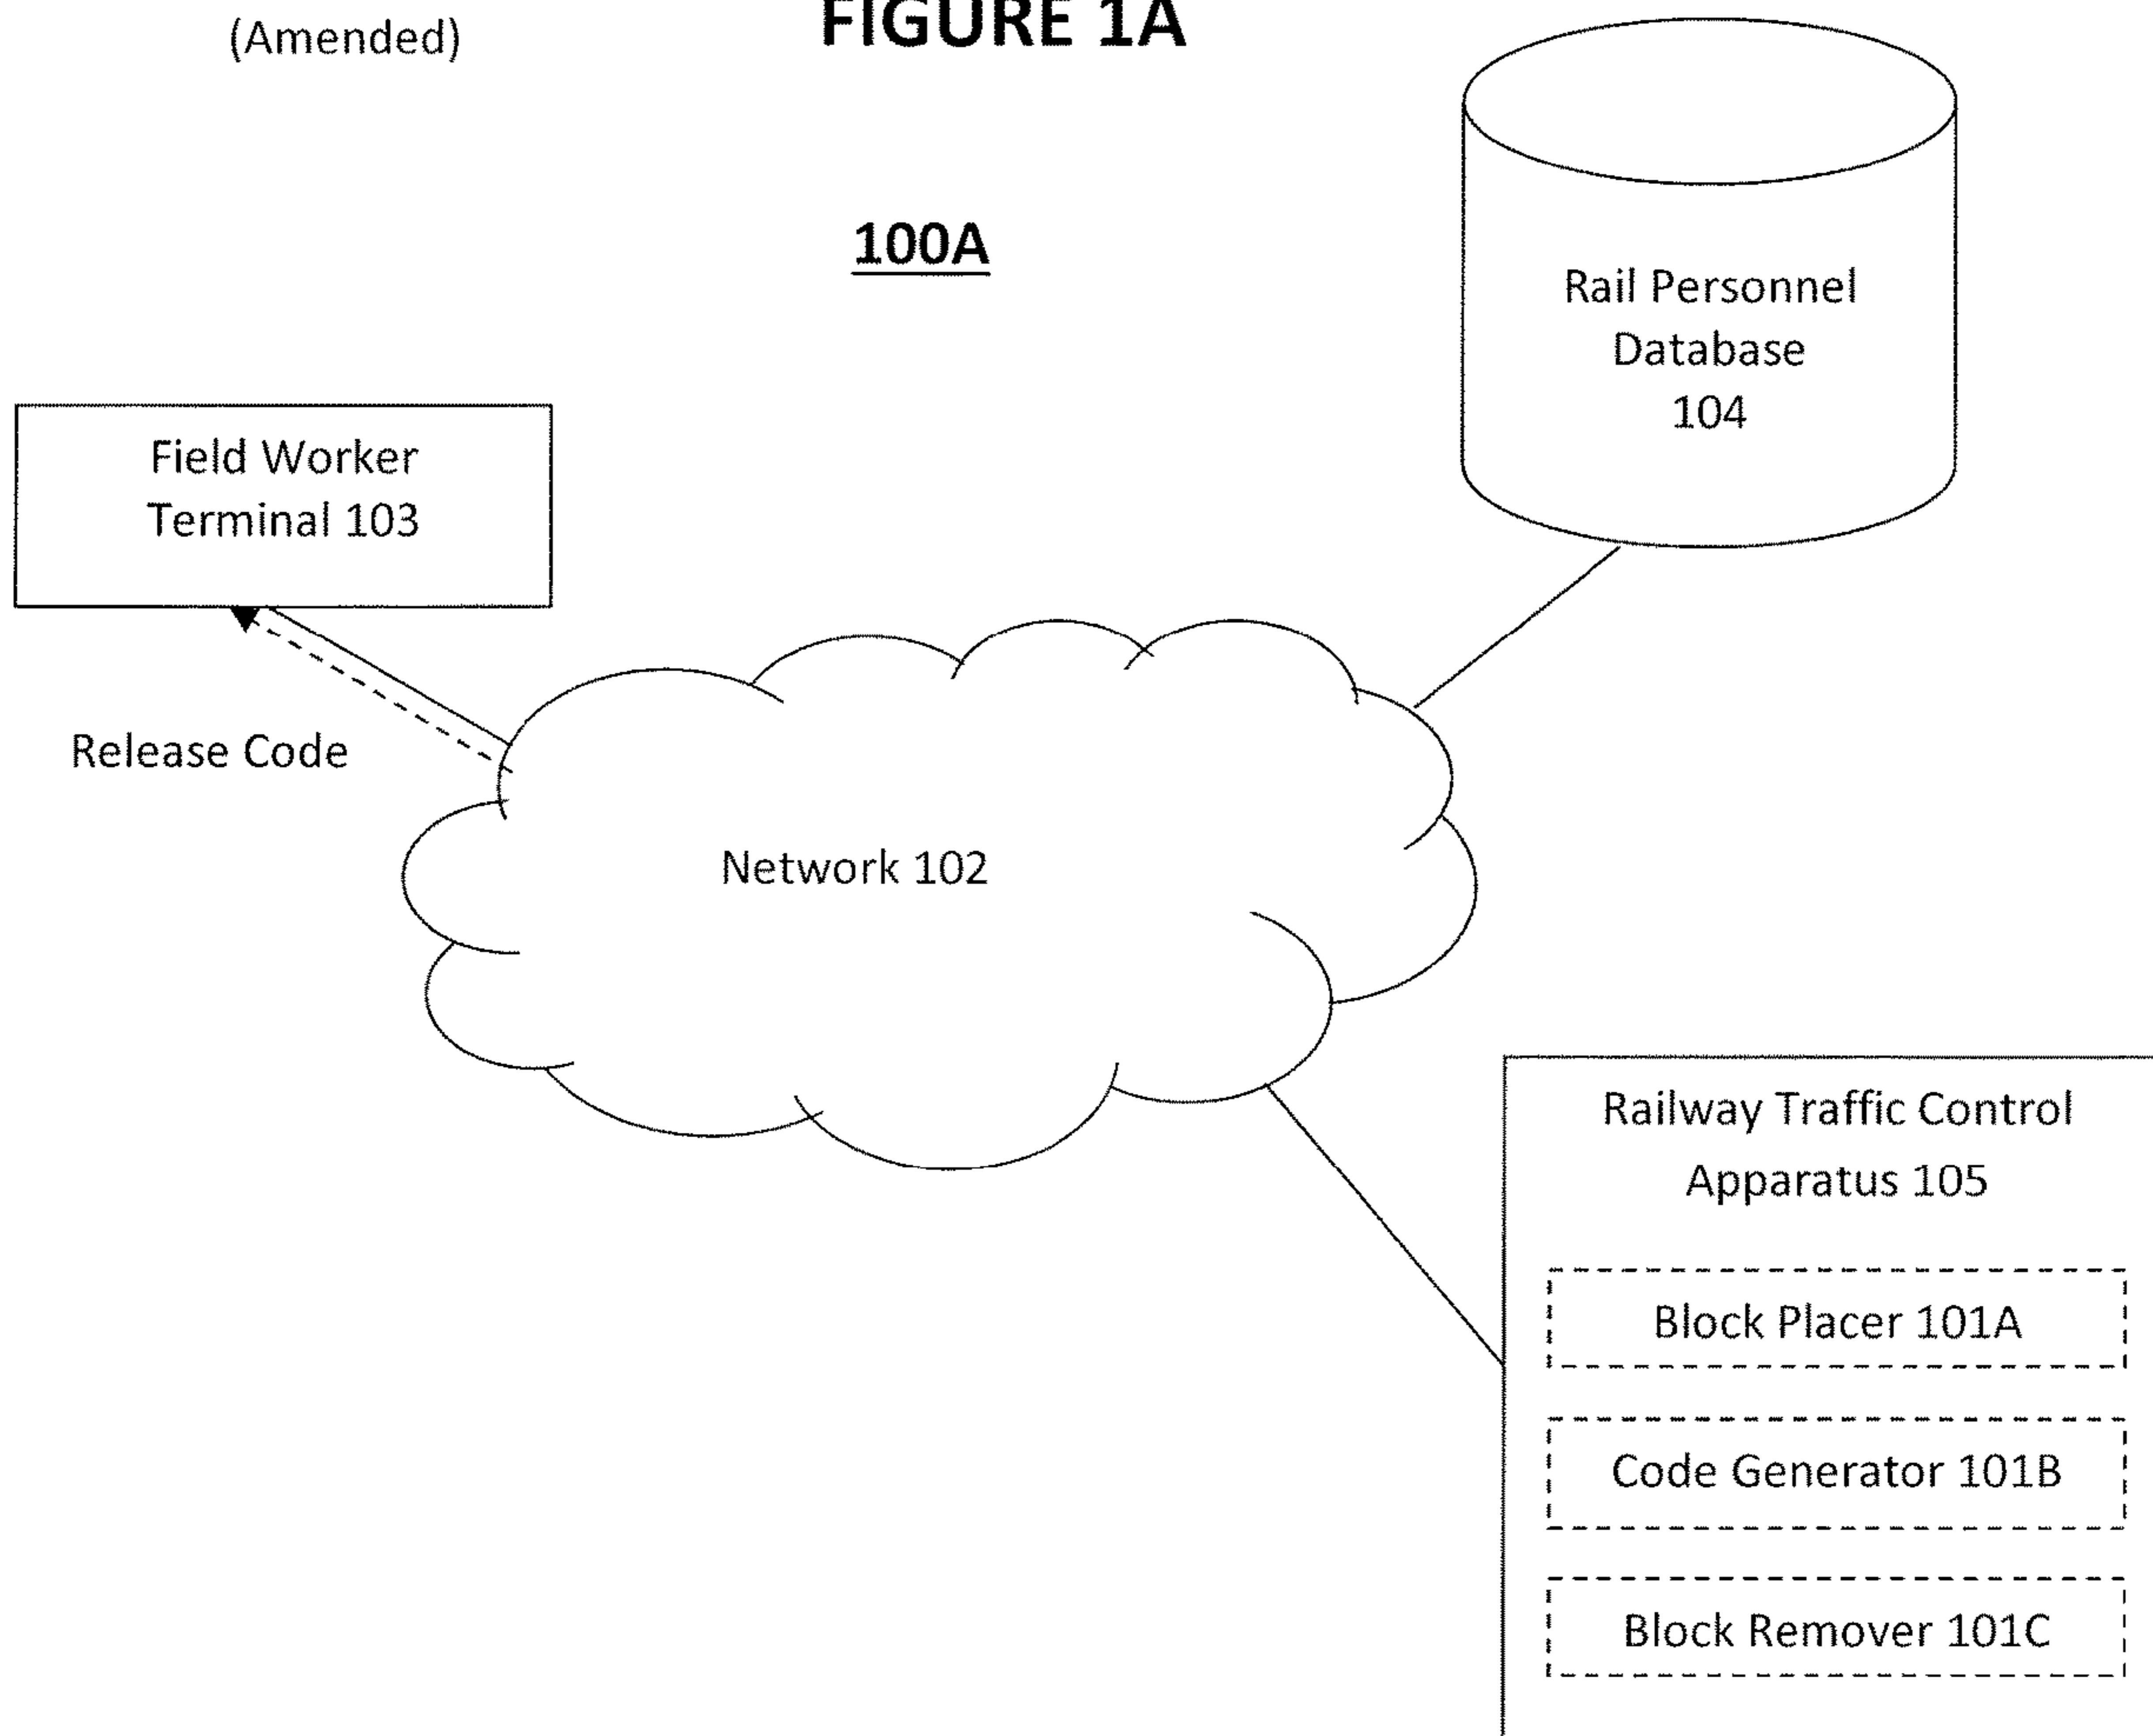 (Amended)
FIGURE 1A
100A
Rail Personnel
Database
104
Field Worker
Terminal 103
Release Code
Network 102
Railway Traffic Control
Apparatus 105
Block Placer 101A
Code Generator 101B
Block Remover 101C